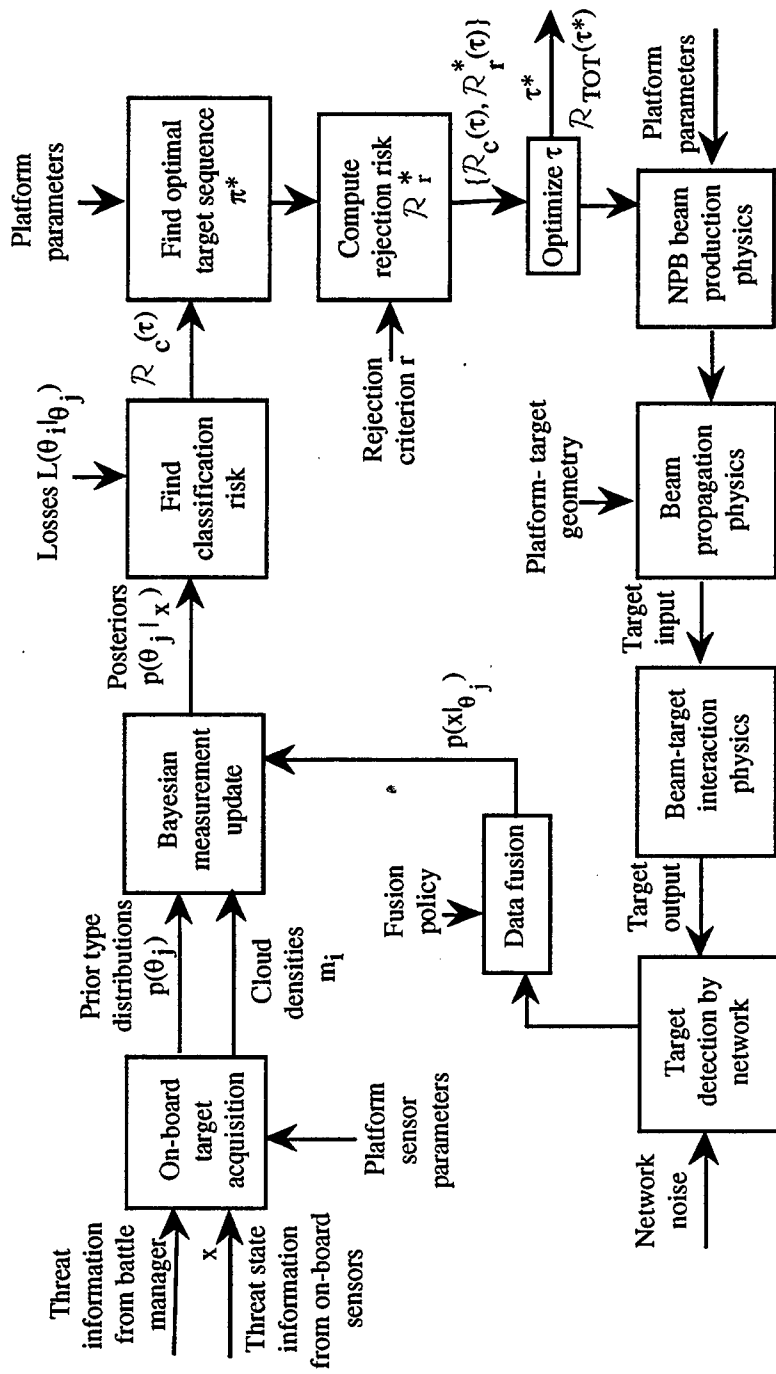 Threat
information
from battle
manager
x
Threat state
information
from on-board
sensors
On-board
target
acquisition
Platform
sensor
parameters
Prior type
distributions
p(θj)
Cloud
densities
mi
Bayesian
measurement
update
Posteriors
p(θj | x)
Losses L(θi|θj)
Find
classification
risk
Rc(τ)
Platform
parameters
Find optimal
target sequence
π*
Rejection
criterion r
Compute
rejection risk
R*r
{Rc(τ), R*r(τ)}
Optimize τ
τ*
RTOT(τ*)
Platform
parameters
NPB beam
production
physics
Platform- target
geometry
Beam
propagation
physics
Target
input
Beam-target
interaction
physics
Target
output
Network
noise
Target
detection by
network
Fusion
policy
Data fusion
p(x|θj)